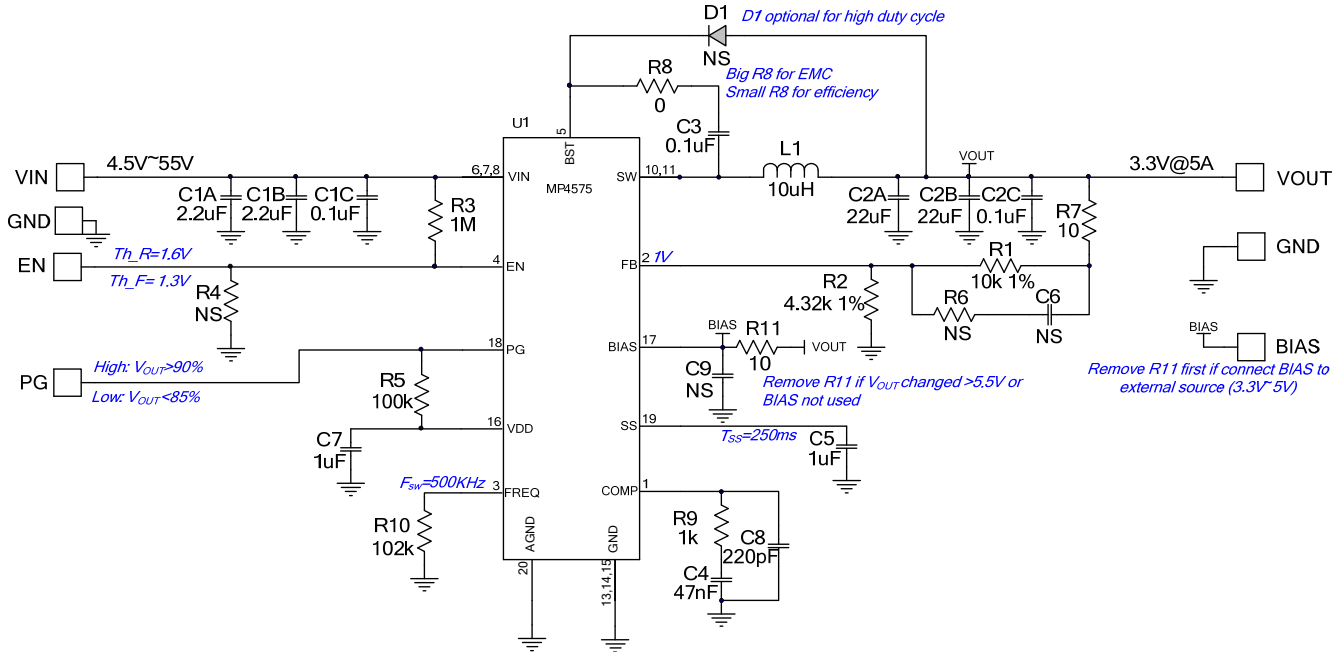 D1
D1 optional for high duty cycle
NS
R8
0
Big R8 for EMC
Small R8 for efficiency
U1
5
BST
C3
0.1uF
L1
10uH
VIN
4.5V~55V
6,7,8
VIN
MP4575
SW
10,11
VOUT
3.3V@5A
VOUT
C1A
2.2uF
C1B
2.2uF
C1C
0.1uF
R3
1M
C2A
22uF
C2B
22uF
C2C
0.1uF
R7
10
GND
GND
EN
Th_R=1.6V
Th_F= 1.3V
4
EN
FB
2
1V
R1
10k 1%
R2
4.32k 1%
R6
NS
C6
NS
R4
NS
BIAS
17
BIAS
R11
10
VOUT
C9
NS
Remove R11 if VOUT changed >5.5V or
BIAS not used
BIAS
BIAS
Remove R11 first if connect BIAS to
external source (3.3V~5V)
PG
High: VOUT>90%
Low: VOUT<85%
18
PG
R5
100k
16
VDD
C7
1uF
SS
19
TSS=250ms
C5
1uF
FSW=500KHz
3
FREQ
R10
102k
COMP
1
R9
1k
C8
220pF
C4
47nF
AGND
20
GND
13,14,15